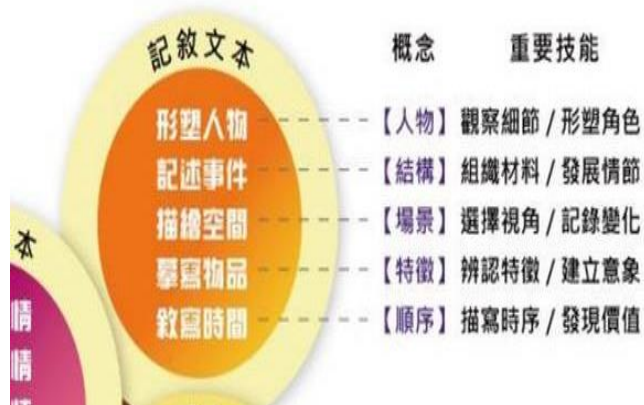 記敘文本
概念 重要技能
形塑人物 【人物】 觀察細節 / 形塑角色
記述事件 【結構】 組織材料 / 發展情節
描繪空間 【場景】 選擇視角 / 記錄變化
摹寫物品 【特徵】 辨認特徵 / 建立意象
敘寫時間 【順序】 描寫時序 / 發現價值
本
情
情